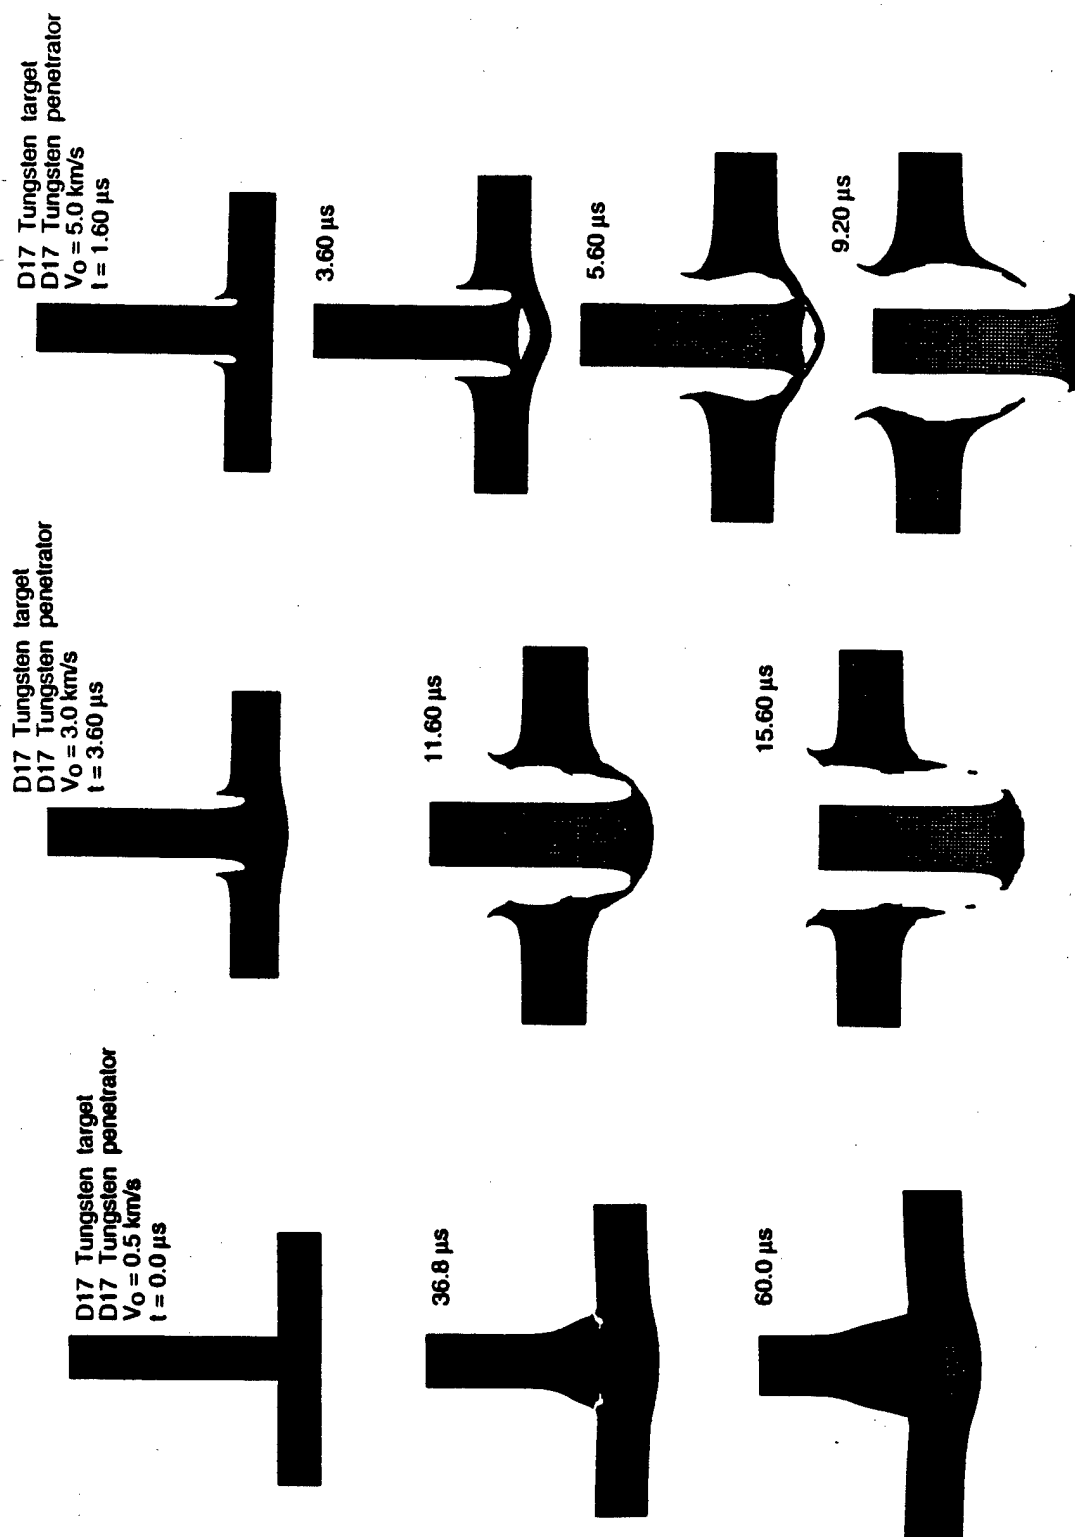 D17 Tungsten target
D17 Tungsten penetrator
V₀ = 0.5 km/s
t = 0.0 µs
36.8 µs
60.0 µs
D17 Tungsten target
D17 Tungsten penetrator
V₀ = 3.0 km/s
t = 3.60 µs
11.60 µs
15.60 µs
D17 Tungsten target
D17 Tungsten penetrator
V₀ = 5.0 km/s
t = 1.60 µs
3.60 µs
5.60 µs
9.20 µs